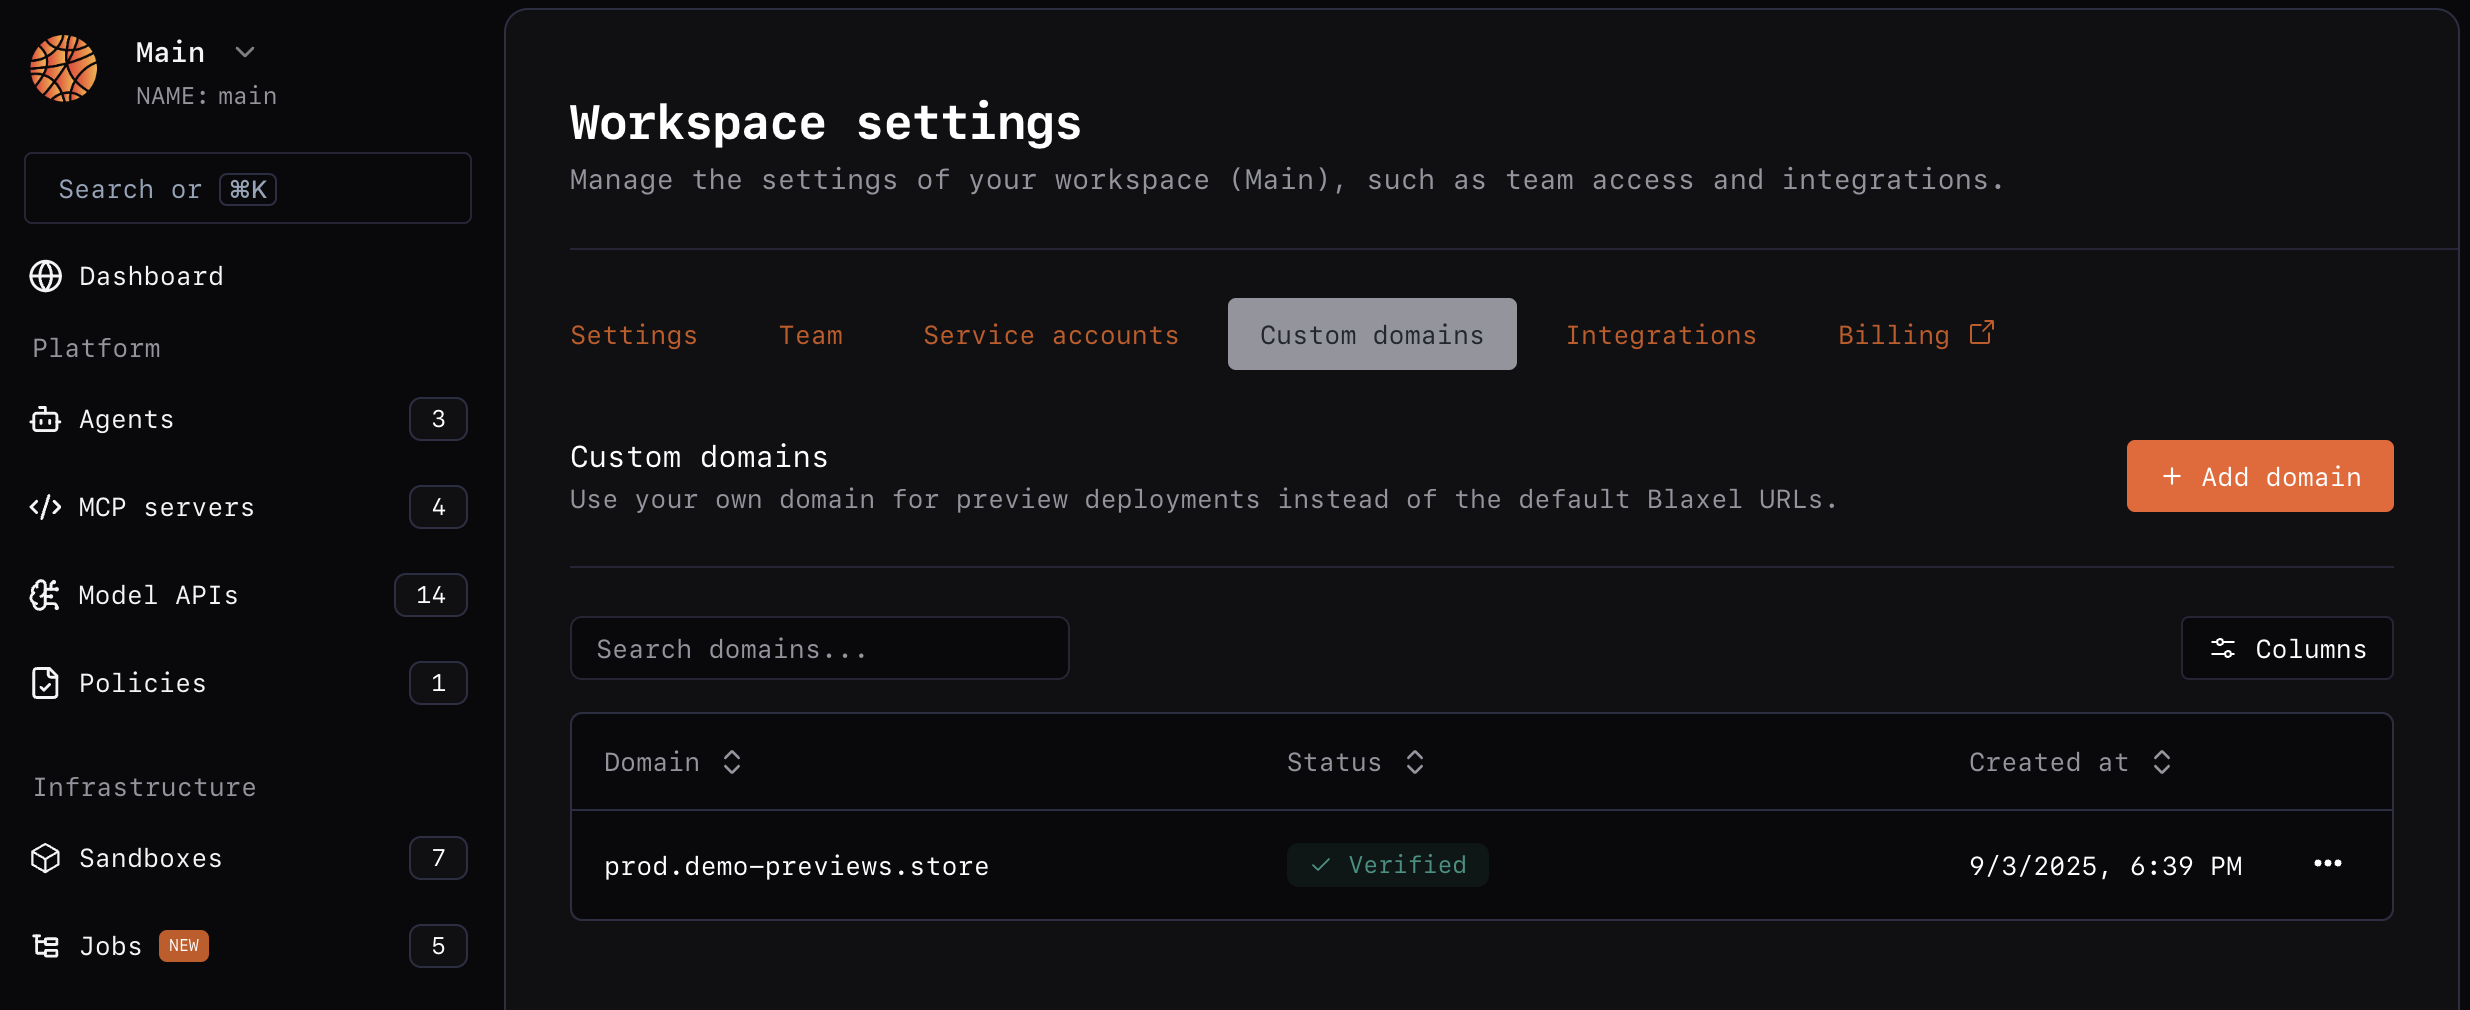 Main
NAME: main
Search or ⌘K
Dashboard
Platform
Agents 3
MCP servers 4
Model APIs 14
Policies 1
Infrastructure
Sandboxes 7
Jobs NEW 5
Workspace settings
Manage the settings of your workspace (Main), such as team access and integrations.
Settings Team Service accounts Custom domains Integrations Billing
Custom domains
Use your own domain for preview deployments instead of the default Blaxel URLs.
+ Add domain
Search domains...
Columns
Domain Status Created at
prod.demo-previews.store ✓ Verified 9/3/2025, 6:39 PM